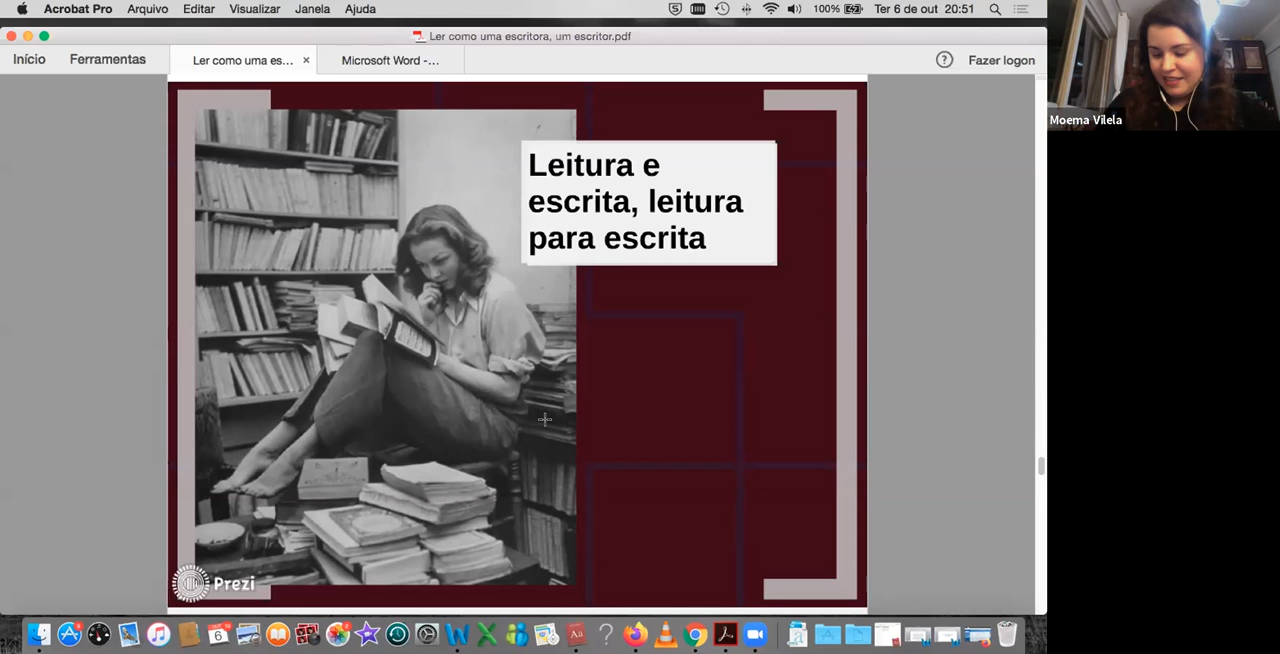 Acrobat Pro Arquivo Editar Visualizar Janela Ajuda 100% Ter 6 de out 20:51
Ler como uma escritora, um escritor.pdf
Início Ferramentas Ler como uma es... × Microsoft Word -... ? Fazer logon
Moema Vilela
Leitura e
escrita, leitura
para escrita
Prezi